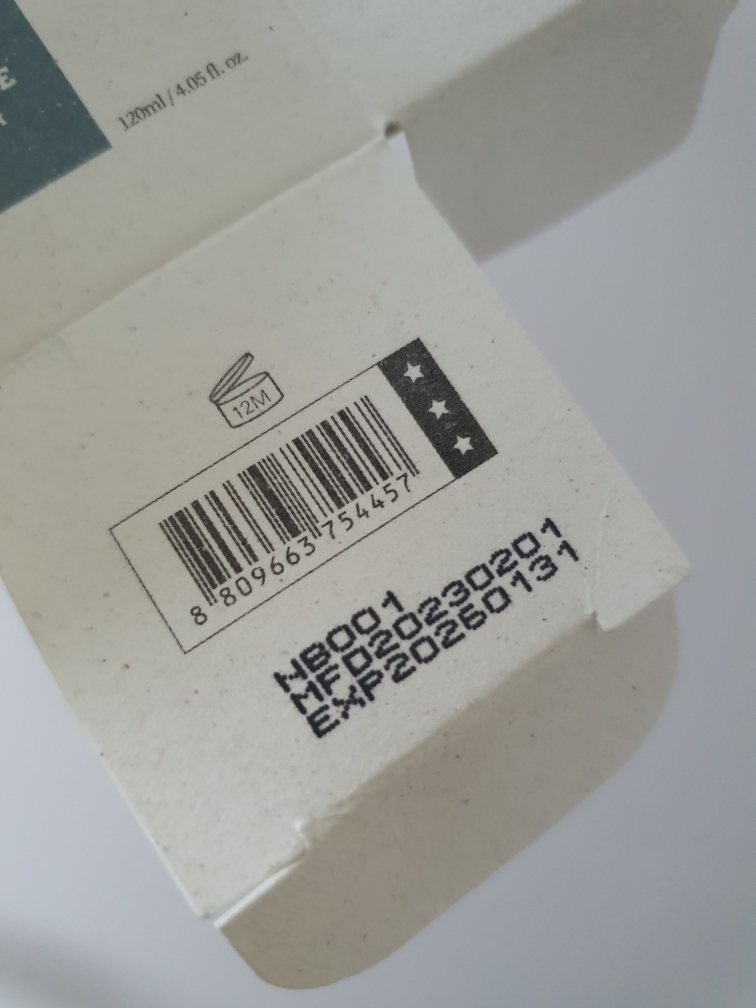 E
120ml / 4.05 fl. oz.
12M
8 809663 754457
NB001
MFD20230201
EXP20260131